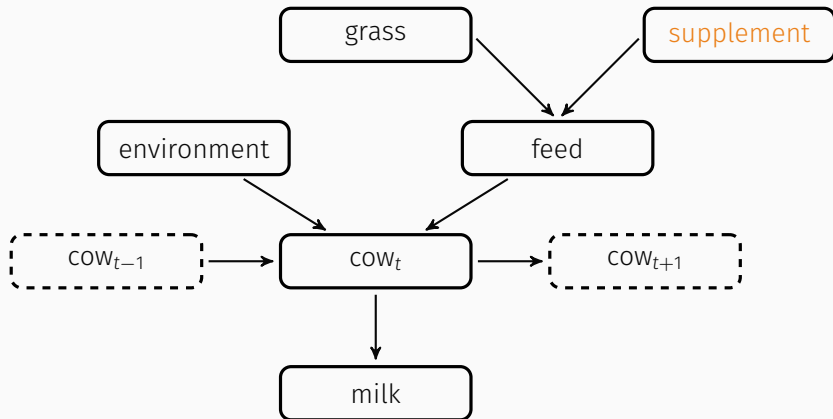 grass
supplement
environment
feed
cow_{t−1}
cow_t
cow_{t+1}
milk